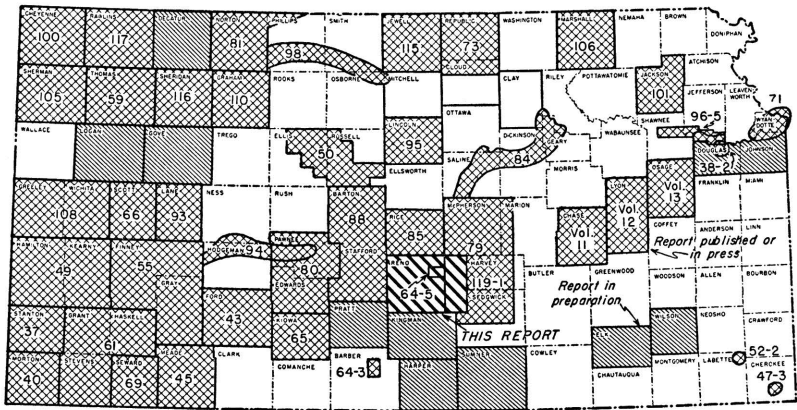 CHEYENNE
RAWLINS
DECATUR
NORTON
PHILLIPS
SMITH
JEWELL
REPUBLIC
WASHINGTON
MARSHALL
NEMAHA
BROWN
DONIPHAN
100
117
81
98
115
73
106
CLOUD
ATCHISON
SHERMAN
THOMAS
SHERIDAN
GRAHAM
ROOKS
OSBORNE
MITCHELL
CLAY
RILEY
POTTAWATOMIE
JACKSON
JEFFERSON
LEAVEN
WORTH
71
105
59
116
110
101
OTTAWA
SHAWNEE
96-5
WYAN
DOTTE
WALLACE
LOGAN
GOVE
TREGO
ELLIS
RUSSELL
LINCOLN
95
DICKINSON
GEARY
WABAUNSEE
DOUGLAS
JOHNSON
50
SALINE
84
38-2
ELLSWORTH
MORRIS
OSAGE
FRANKLIN
MIAMI
GREELEY
WICHITA
SCOTT
LANE
NESS
RUSH
BARTON
McPHERSON
MARION
LYON
Vol.
13
108
66
93
88
RICE
85
CHASE
Vol.
11
Vol.
12
COFFEY
ANDERSON
LINN
HAMILTON
KEARNY
FINNEY
HODGEMAN
94
PAWNEE
STAFFORD
79
Report published or
in press
49
55
80
RENO
HARVEY
BUTLER
GREENWOOD
WOODSON
ALLEN
BOURBON
GRAY
FORD
EDWARDS
64-5
119-1
SEDGWICK
Report in
preparation
STANTON
GRANT
HASKELL
43
KIOWA
PRATT
KINGMAN
THIS REPORT
WILSON
NEOSHO
CRAWFORD
37
61
65
ELK
MORTON
STEVENS
SEWARD
MEADE
CLARK
COMANCHE
BARBER
HARPER
SUMNER
COWLEY
CHAUTAUQUA
MONTGOMERY
LABETTE
52-2
CHEROKEE
40
69
45
64-3
47-3